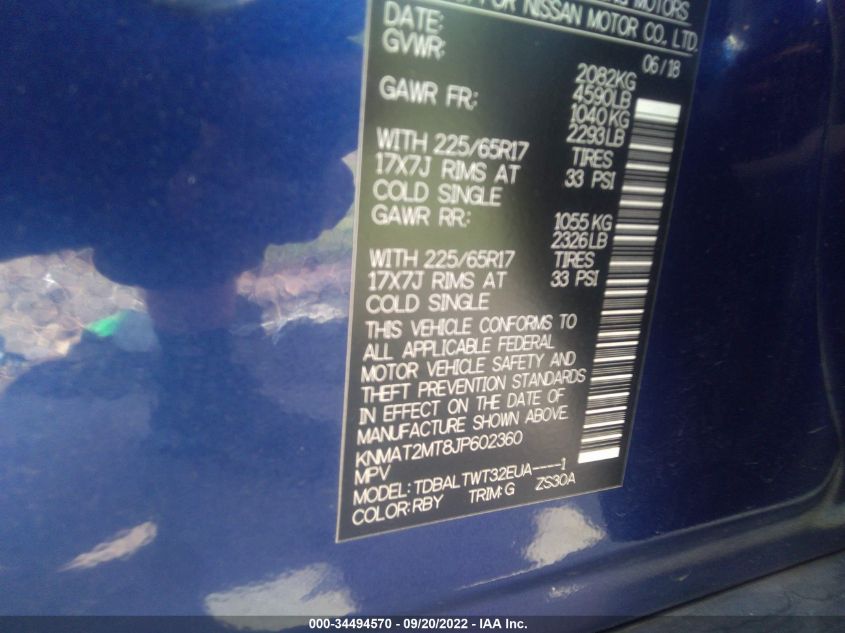 MOTORS
FOR NISSAN MOTOR CO., LTD.
DATE: 06/18
GVWR: 2082KG
4590LB
GAWR FR: 1040KG
2293LB
WITH 225/65R17 TIRES
17X7J RIMS AT 33 PSI
COLD SINGLE
GAWR RR: 1055KG
2326LB
WITH 225/65R17 TIRES
17X7J RIMS AT 33 PSI
COLD SINGLE
THIS VEHICLE CONFORMS TO
ALL APPLICABLE FEDERAL
MOTOR VEHICLE SAFETY AND
THEFT PREVENTION STANDARDS
IN EFFECT ON THE DATE OF
MANUFACTURE SHOWN ABOVE.
KNMAT2MT8JP602360
MPV
MODEL: TDBALTWT32EUA----1
COLOR:RBY TRIM:G ZS30A
000-34494570 - 09/20/2022 - IAA Inc.